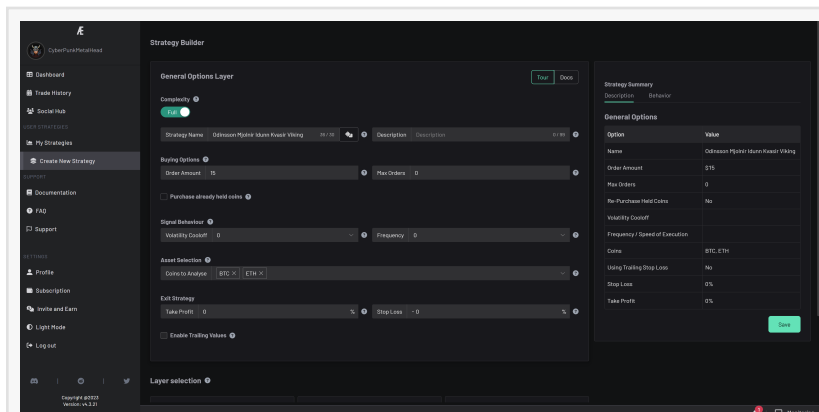 Æ
CyberPunkMetalHead
Dashboard
Trade History
Social Hub
USER STRATEGIES
My Strategies
Create New Strategy
SUPPORT
Documentation
FAQ
Support
SETTINGS
Profile
Subscription
Invite and Earn
Light Mode
Log out
Copyright @2023
Version: v4.3.21
Strategy Builder
General Options Layer
Tour Docs
Complexity
Full
Strategy Name Odinsson Mjolnir Idunn Kvasir Viking Description Description 0 / 90
Buying Options
Order Amount 15 Max Orders 0
Purchase already held coins
Signal Behaviour
Volatility Cooloff 0 Frequency 0
Asset Selection
Coins to Analyse BTC × ETH ×
Exit Strategy
Take Profit 0 % Stop Loss - 0 %
Enable Trailing Values
Layer selection
Strategy Summary
Description Behavior
General Options
Option Value
Name Odinsson Mjolnir Idunn Kvasir Viking
Order Amount $15
Max Orders 0
Re-Purchase Held Coins No
Volatility Cooloff
Frequency / Speed of Execution
Coins BTC, ETH
Using Trailing Stop Loss No
Stop Loss 0%
Take Profit 0%
Save